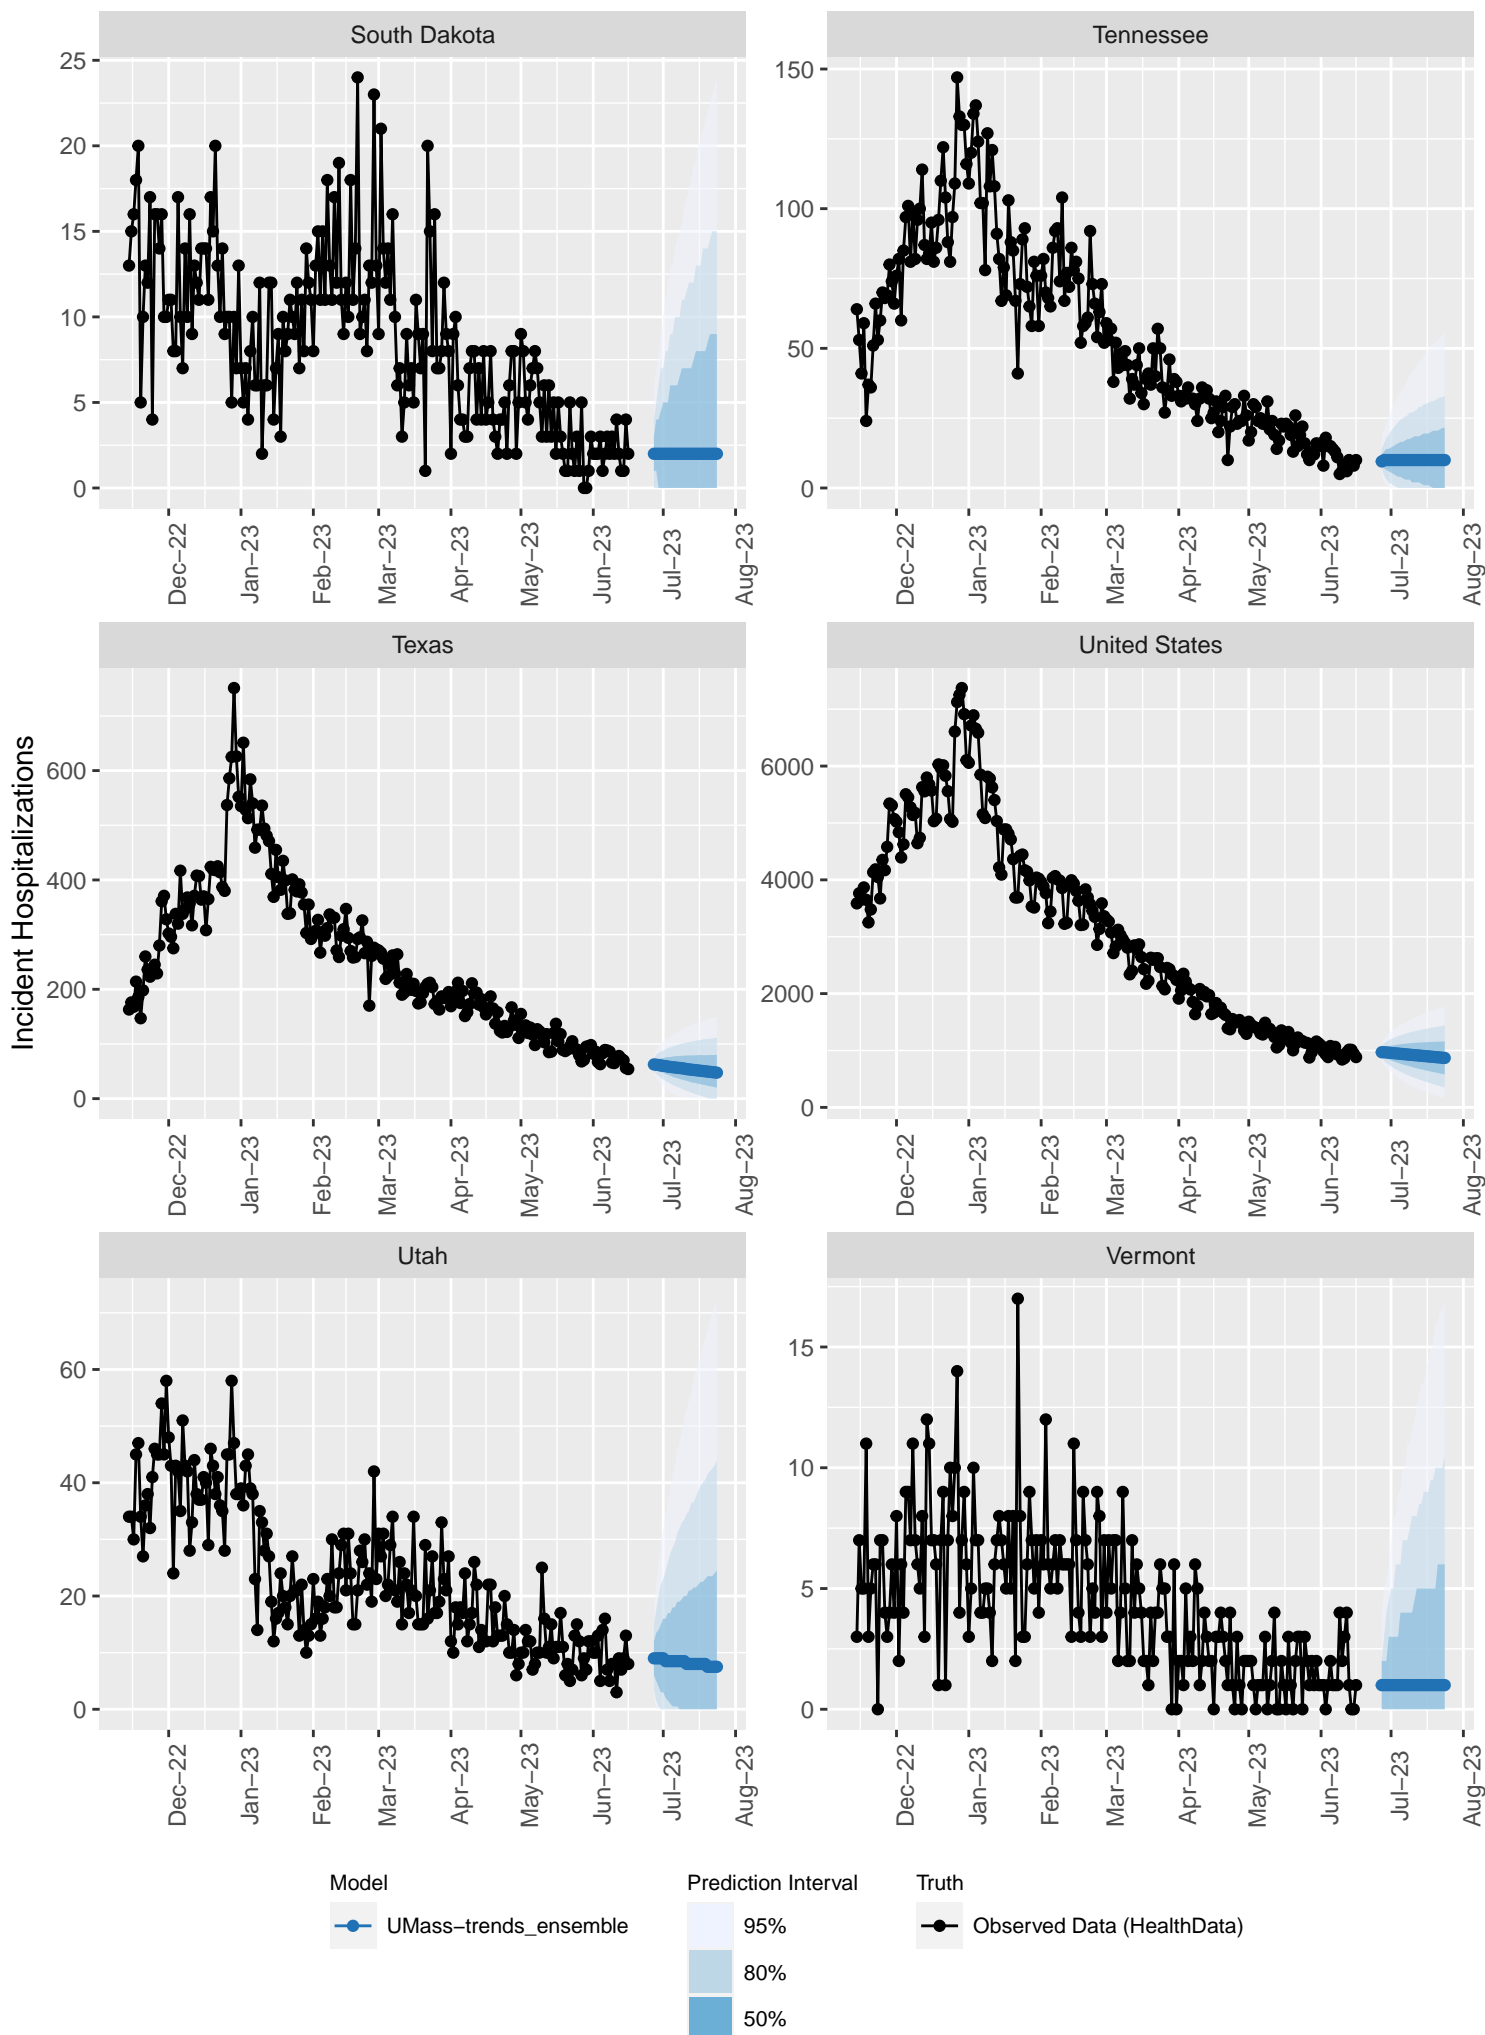 South Dakota
Tennessee
25
20
15
10
5
0
150
100
50
0
Dec−22
Jan−23
Feb−23
Mar−23
Apr−23
May−23
Jun−23
Jul−23
Aug−23
Dec−22
Jan−23
Feb−23
Mar−23
Apr−23
May−23
Jun−23
Jul−23
Aug−23
Texas
United States
Incident Hospitalizations
600
400
200
0
6000
4000
2000
0
Dec−22
Jan−23
Feb−23
Mar−23
Apr−23
May−23
Jun−23
Jul−23
Aug−23
Dec−22
Jan−23
Feb−23
Mar−23
Apr−23
May−23
Jun−23
Jul−23
Aug−23
Utah
Vermont
60
40
20
0
15
10
5
0
Dec−22
Jan−23
Feb−23
Mar−23
Apr−23
May−23
Jun−23
Jul−23
Aug−23
Dec−22
Jan−23
Feb−23
Mar−23
Apr−23
May−23
Jun−23
Jul−23
Aug−23
Model
UMass−trends_ensemble
Prediction Interval
95%
80%
50%
Truth
Observed Data (HealthData)